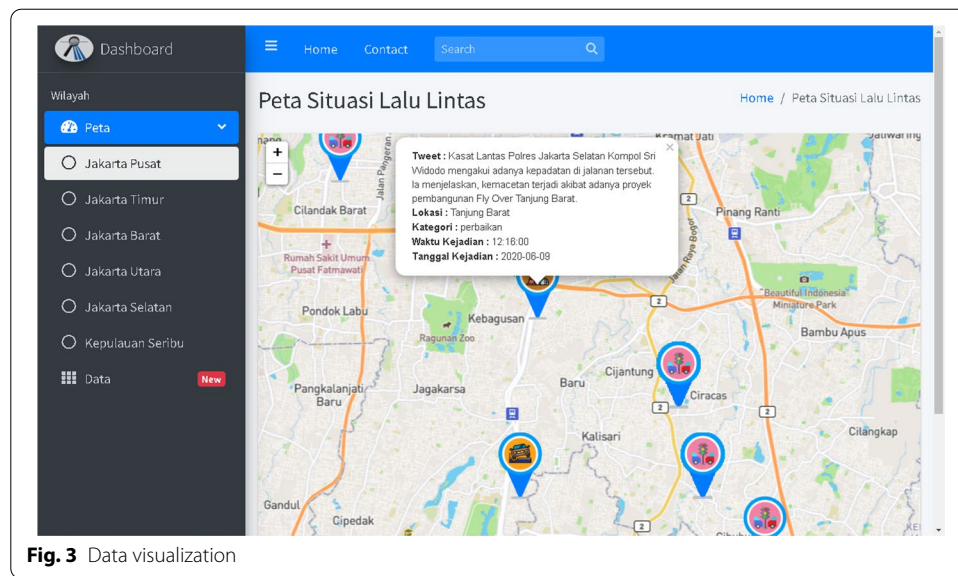 Dashboard
Home Contact Search
Wilayah
Peta
Jakarta Pusat
Jakarta Timur
Jakarta Barat
Jakarta Utara
Jakarta Selatan
Kepulauan Seribu
Data New
Peta Situasi Lalu Lintas
Home / Peta Situasi Lalu Lintas
+
−
Tweet : Kasat Lantas Polres Jakarta Selatan Kompol Sri
Widodo mengakui adanya kepadatan di jalanan tersebut.
Ia menjelaskan, kemacetan terjadi akibat adanya proyek
pembangunan Fly Over Tanjung Barat.
Lokasi : Tanjung Barat
Kategori : perbaikan
Waktu Kejadian : 12:16:00
Tanggal Kejadian : 2020-06-09
×
Kramat Jati
Jatiwaring
Cilandak Barat
2
Pinang Ranti
Jalan Raya Bogor
Rumah Sakit Umum
Pusat Fatmawati
2
Beautiful Indonesia
Miniature Park
Pondok Labu
Kebagusan
Ragunan Zoo
Bambu Apus
Pangkalanjati
Baru
Jagakarsa
Baru
Cijantung
Ciracas
2
2
Kalisari
Cilangkap
Gandul
Cipedak
2
Fig. 3 Data visualization